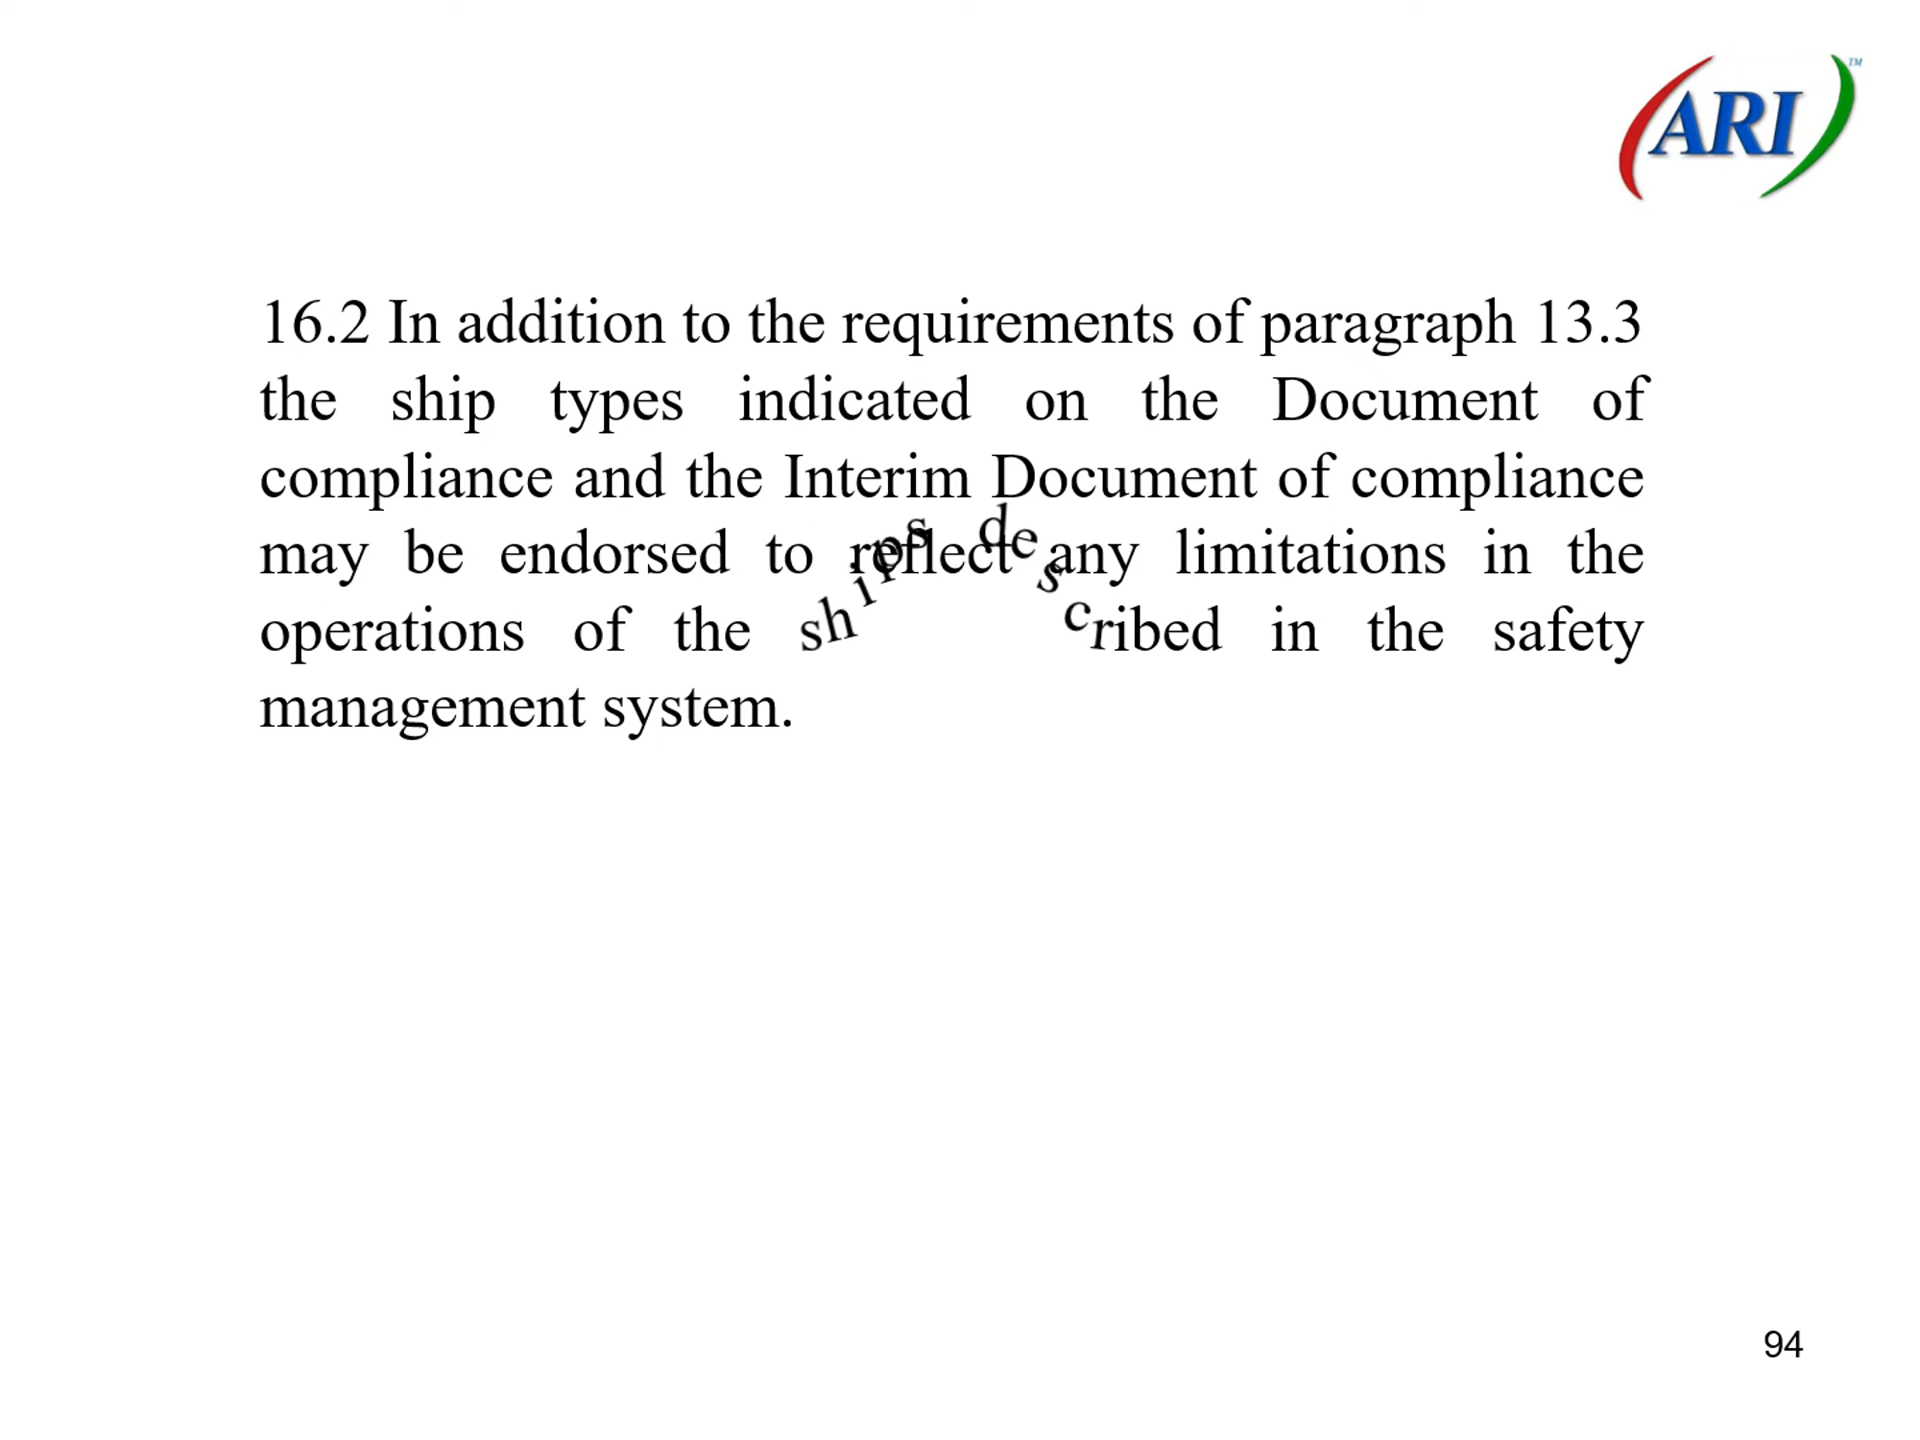 ARI TM
16.2 In addition to the requirements of paragraph 13.3
the ship types indicated on the Document of
compliance and the Interim Document of compliance
may be endorsed to reflect any limitations in the
operations of the ships described in the safety
management system.
94